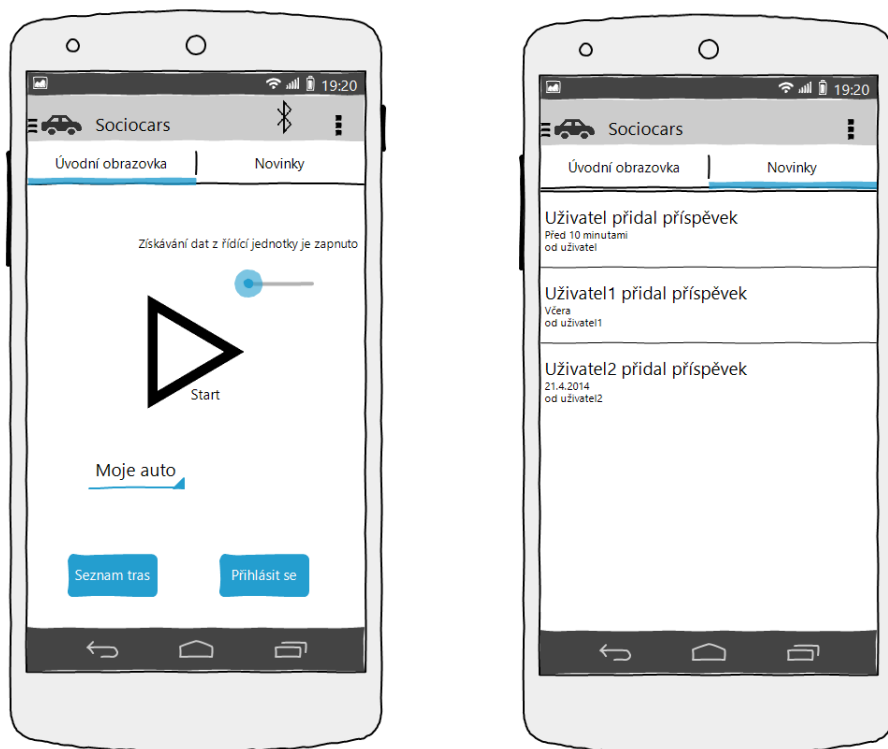 19:20
Sociocars
Úvodní obrazovka
Novinky
Získávání dat z řídící jednotky je zapnuto
Start
Moje auto
Seznam tras
Přihlásit se
19:20
Sociocars
Úvodní obrazovka
Novinky
Uživatel přidal příspěvek
Před 10 minutami
od uživatel
Uživatel1 přidal příspěvek
Včera
od uživatel1
Uživatel2 přidal příspěvek
21.4.2014
od uživatel2